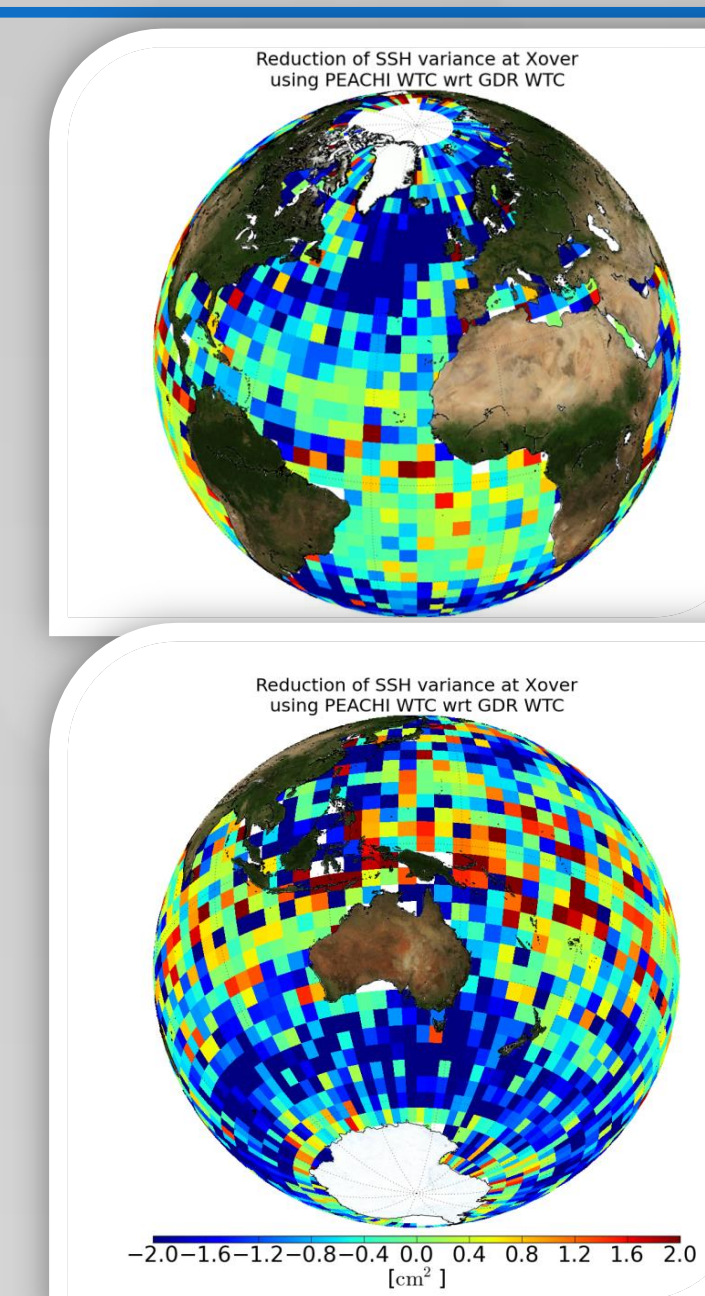 Reduction of SSH variance at Xover
using PEACHI WTC wrt GDR WTC
Reduction of SSH variance at Xover
using PEACHI WTC wrt GDR WTC
−2.0−1.6−1.2−0.8−0.4 0.0 0.4 0.8 1.2 1.6 2.0
[cm² ]